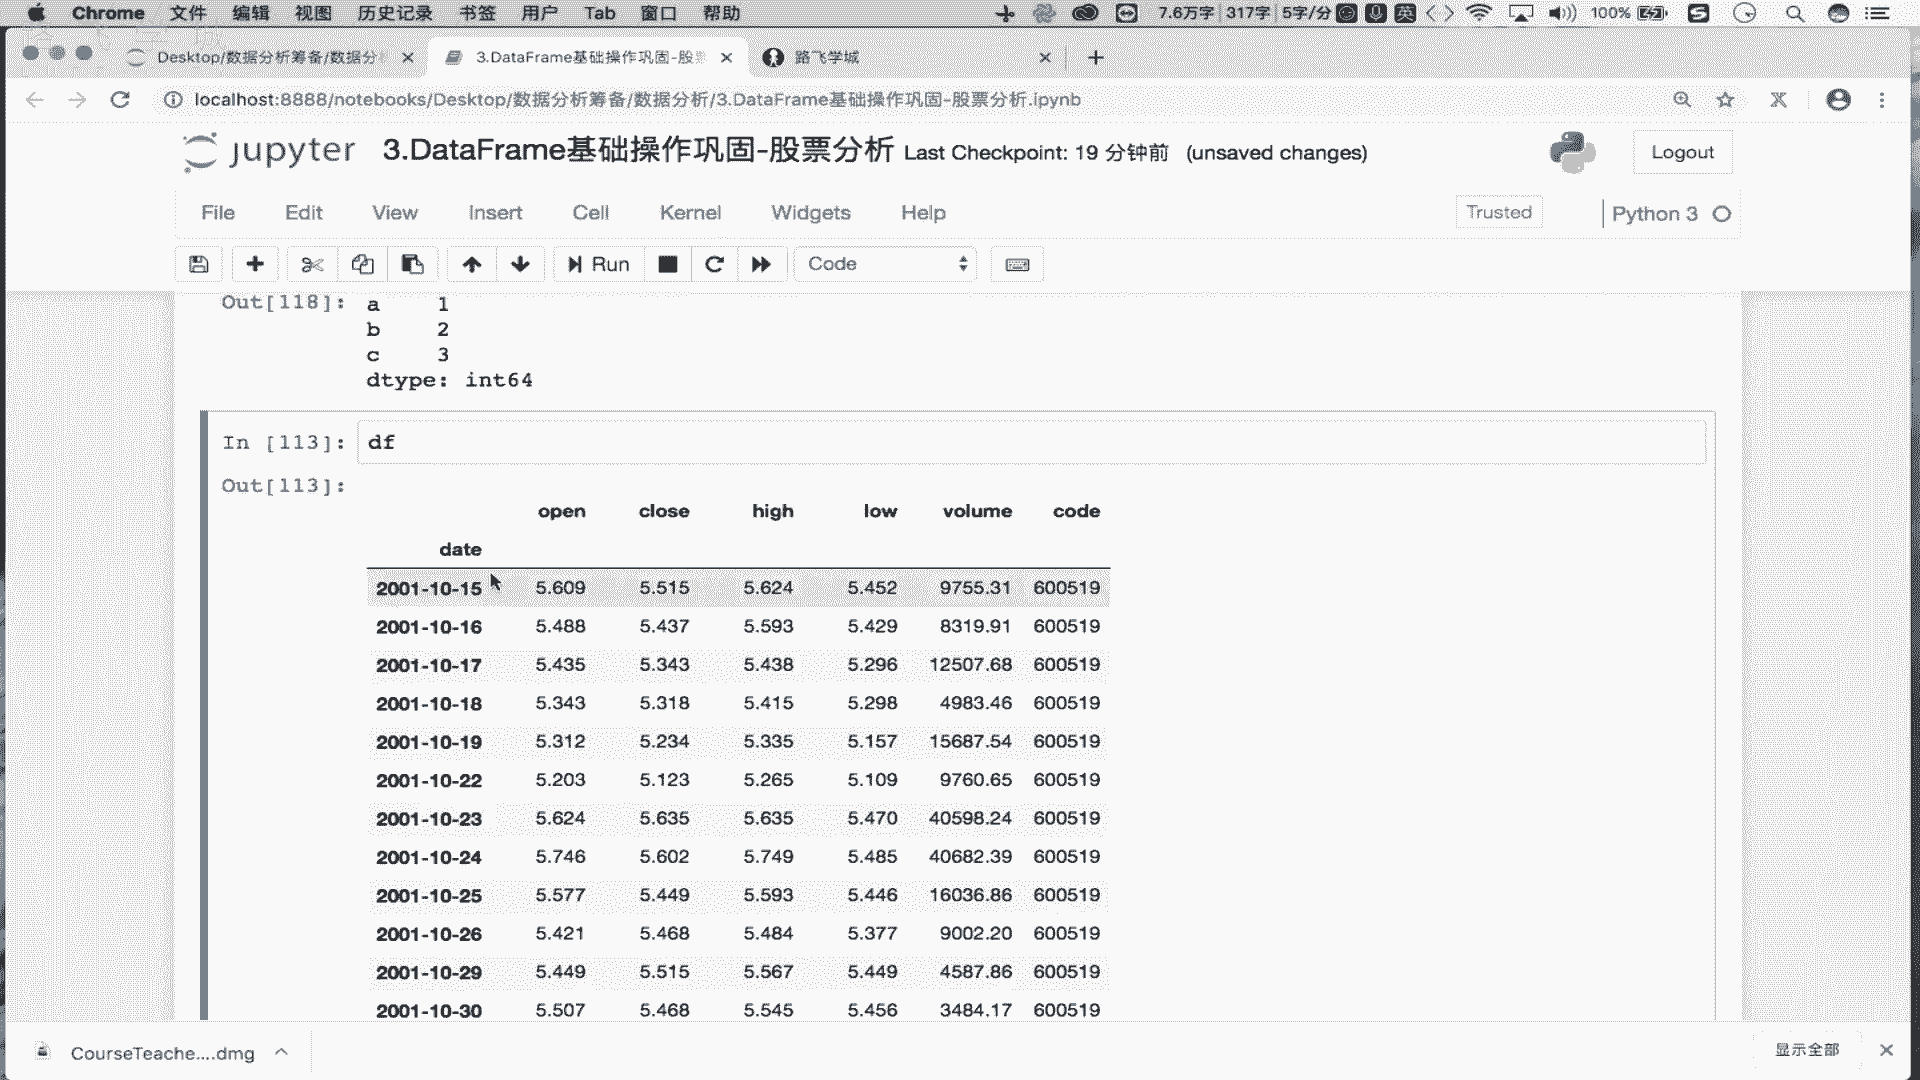 Chrome 文件 编辑 视图 历史记录 书签 用户 Tab 窗口 帮助 7.6万字 317字 5字/分 英 100%
Desktop/数据分析筹备/数据分 3.DataFrame基础操作巩固-股票 路飞学城
localhost:8888/notebooks/Desktop/数据分析筹备/数据分析/3.DataFrame基础操作巩固-股票分析.ipynb
jupyter 3.DataFrame基础操作巩固-股票分析 Last Checkpoint: 19 分钟前 (unsaved changes) Logout
File Edit View Insert Cell Kernel Widgets Help Trusted Python 3
Run Code
Out[118]: a 1
b 2
c 3
dtype: int64
In [113]: df
Out[113]:
open close high low volume code
date
2001-10-15 5.609 5.515 5.624 5.452 9755.31 600519
2001-10-16 5.488 5.437 5.593 5.429 8319.91 600519
2001-10-17 5.435 5.343 5.438 5.296 12507.68 600519
2001-10-18 5.343 5.318 5.415 5.298 4983.46 600519
2001-10-19 5.312 5.234 5.335 5.157 15687.54 600519
2001-10-22 5.203 5.123 5.265 5.109 9760.65 600519
2001-10-23 5.624 5.635 5.635 5.470 40598.24 600519
2001-10-24 5.746 5.602 5.749 5.485 40682.39 600519
2001-10-25 5.577 5.449 5.593 5.446 16036.86 600519
2001-10-26 5.421 5.468 5.484 5.377 9002.20 600519
2001-10-29 5.449 5.515 5.567 5.449 4587.86 600519
2001-10-30 5.507 5.468 5.545 5.456 3484.17 600519
CourseTeache....dmg 显示全部